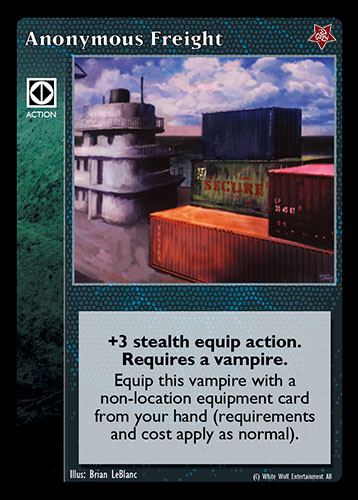 Anonymous Freight
ACTION
SECURE
+3 stealth equip action.
Requires a vampire.
Equip this vampire with a
non-location equipment card
from your hand (requirements
and cost apply as normal).
Illus: Brian LeBlanc
(C) White Wolf Entertainment AB